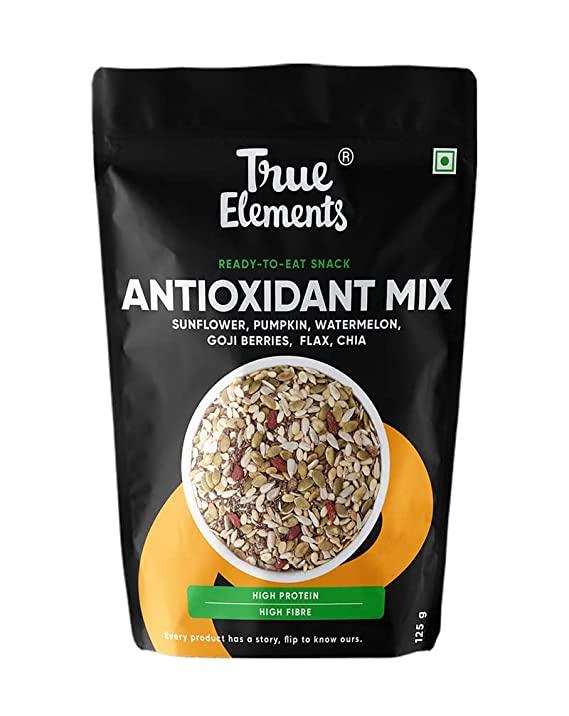 True ®
Elements
READY-TO-EAT SNACK
ANTIOXIDANT MIX
SUNFLOWER, PUMPKIN, WATERMELON,
GOJI BERRIES, FLAX, CHIA
HIGH PROTEIN
HIGH FIBRE
Every product has a story, flip to know ours.
125 g